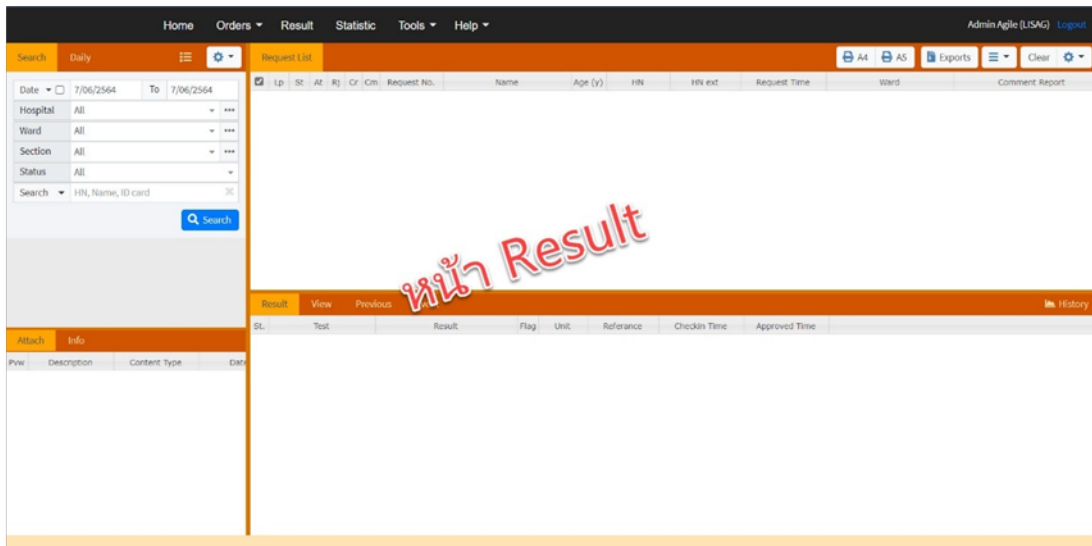 Home Orders Result Statistic Tools Help Admin Agile (LISAG) Logout
Search Daily
Request List A4 A5 Exports Clear
Date 7/06/2564 To 7/06/2564
Hospital All
Ward All
Section All
Status All
Search HN, Name, ID card
Search
Lp St At Rj Cr Cm Request No. Name Age (y) HN HN ext Request Time Ward Comment Report
หน้า Result
Result View Previous History
St. Test Result Flag Unit Referance Checkin Time Approved Time
Attach Info
Pvw Description Content Type Date